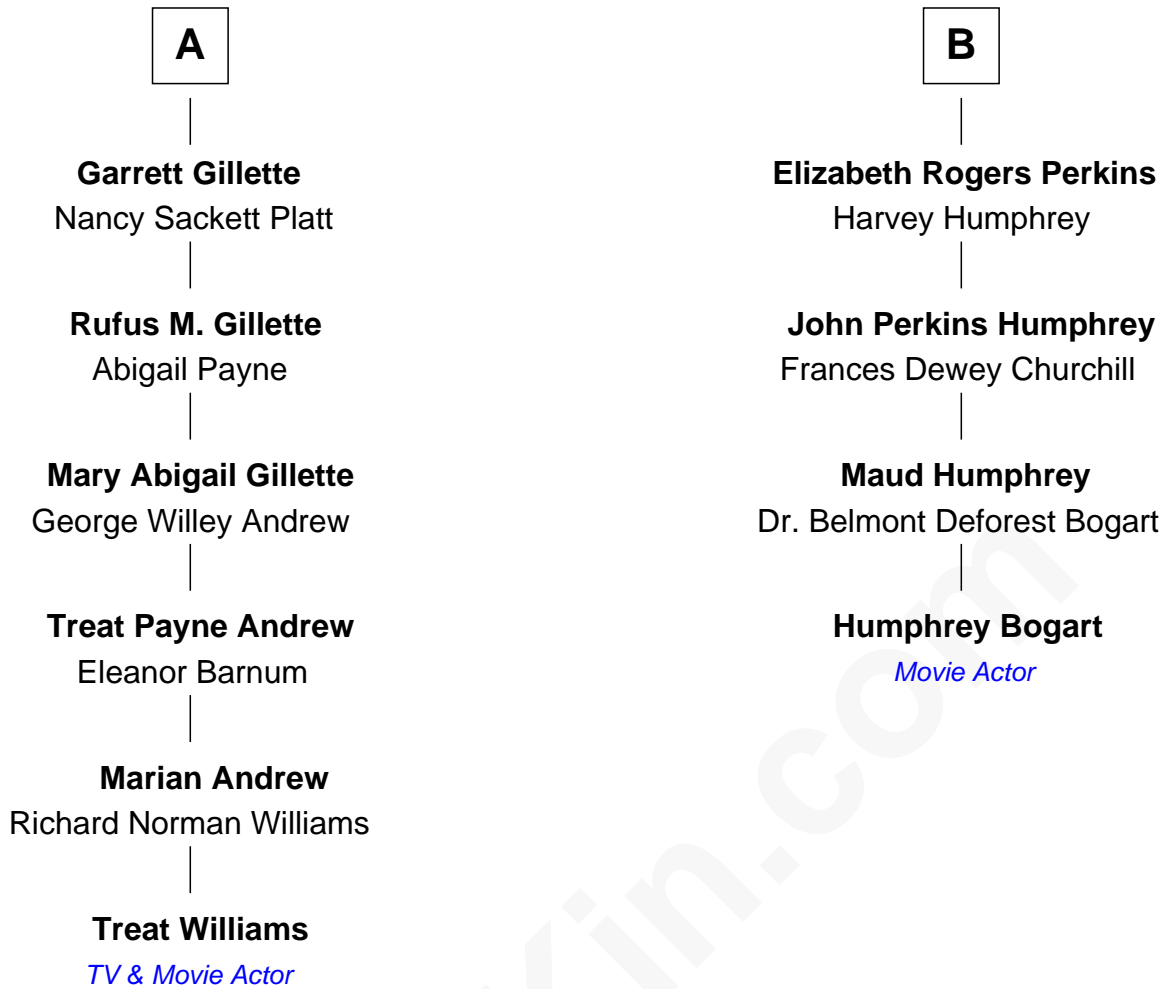 A
Garrett Gillette
Nancy Sackett Platt
Rufus M. Gillette
Abigail Payne
Mary Abigail Gillette
George Willey Andrew
Treat Payne Andrew
Eleanor Barnum
Marian Andrew
Richard Norman Williams
Treat Williams
TV & Movie Actor
B
Elizabeth Rogers Perkins
Harvey Humphrey
John Perkins Humphrey
Frances Dewey Churchill
Maud Humphrey
Dr. Belmont Deforest Bogart
Humphrey Bogart
Movie Actor
Kin.com